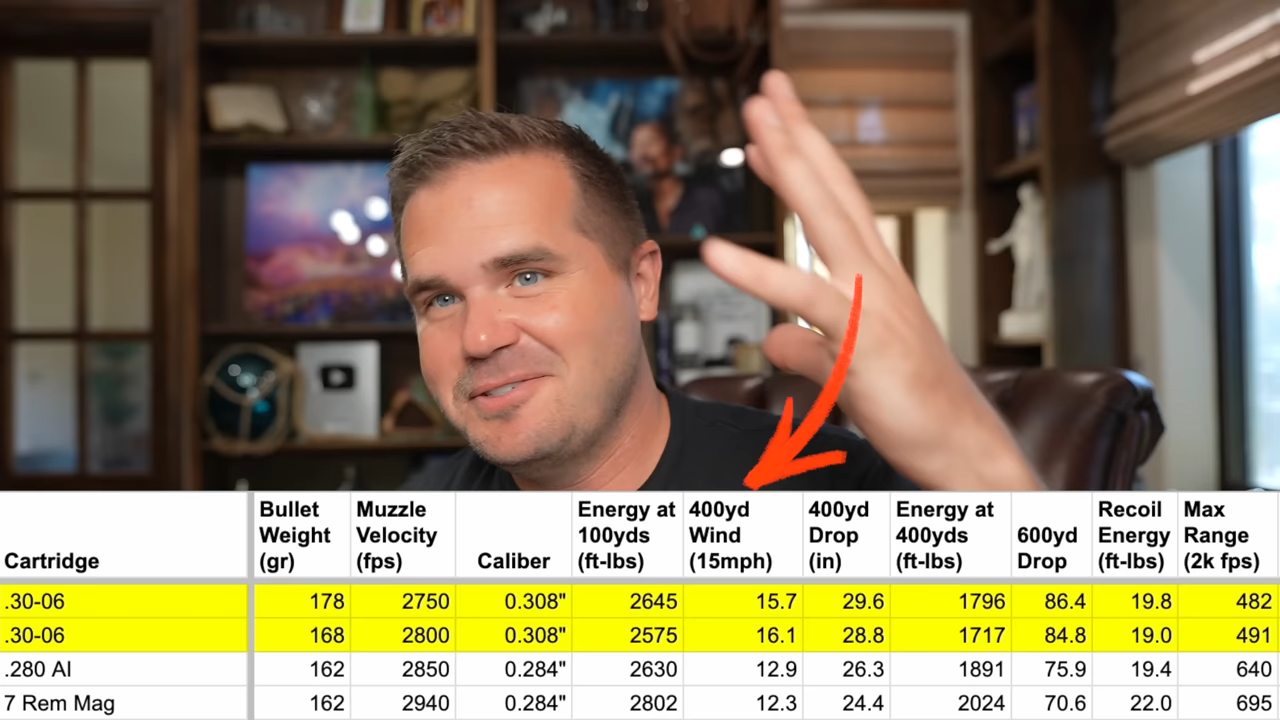 Cartridge Bullet Weight (gr) Muzzle Velocity (fps) Caliber Energy at 100yds (ft-lbs) 400yd Wind (15mph) 400yd Drop (in) Energy at 400yds (ft-lbs) 600yd Drop Recoil Energy (ft-lbs) Max Range (2k fps)
.30-06 178 2750 0.308" 2645 15.7 29.6 1796 86.4 19.8 482
.30-06 168 2800 0.308" 2575 16.1 28.8 1717 84.8 19.0 491
.280 AI 162 2850 0.284" 2630 12.9 26.3 1891 75.9 19.4 640
7 Rem Mag 162 2940 0.284" 2802 12.3 24.4 2024 70.6 22.0 695